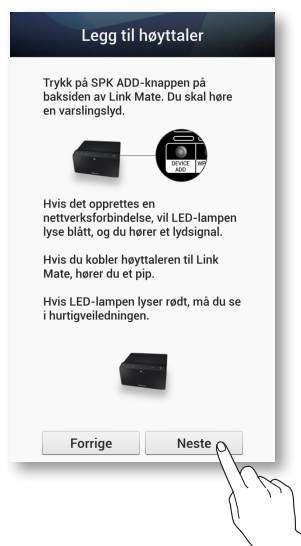 Legg til høyttaler
Trykk på SPK ADD-knappen på
baksiden av Link Mate. Du skal høre
en varslingslyd.
DEVICE
ADD
WP
Hvis det opprettes en
nettverksforbindelse, vil LED-lampen
lyse blått, og du hører et lydsignal.
Hvis du kobler høyttaleren til Link
Mate, hører du et pip.
Hvis LED-lampen lyser rødt, må du se
i hurtigveiledningen.
Forrige
Neste